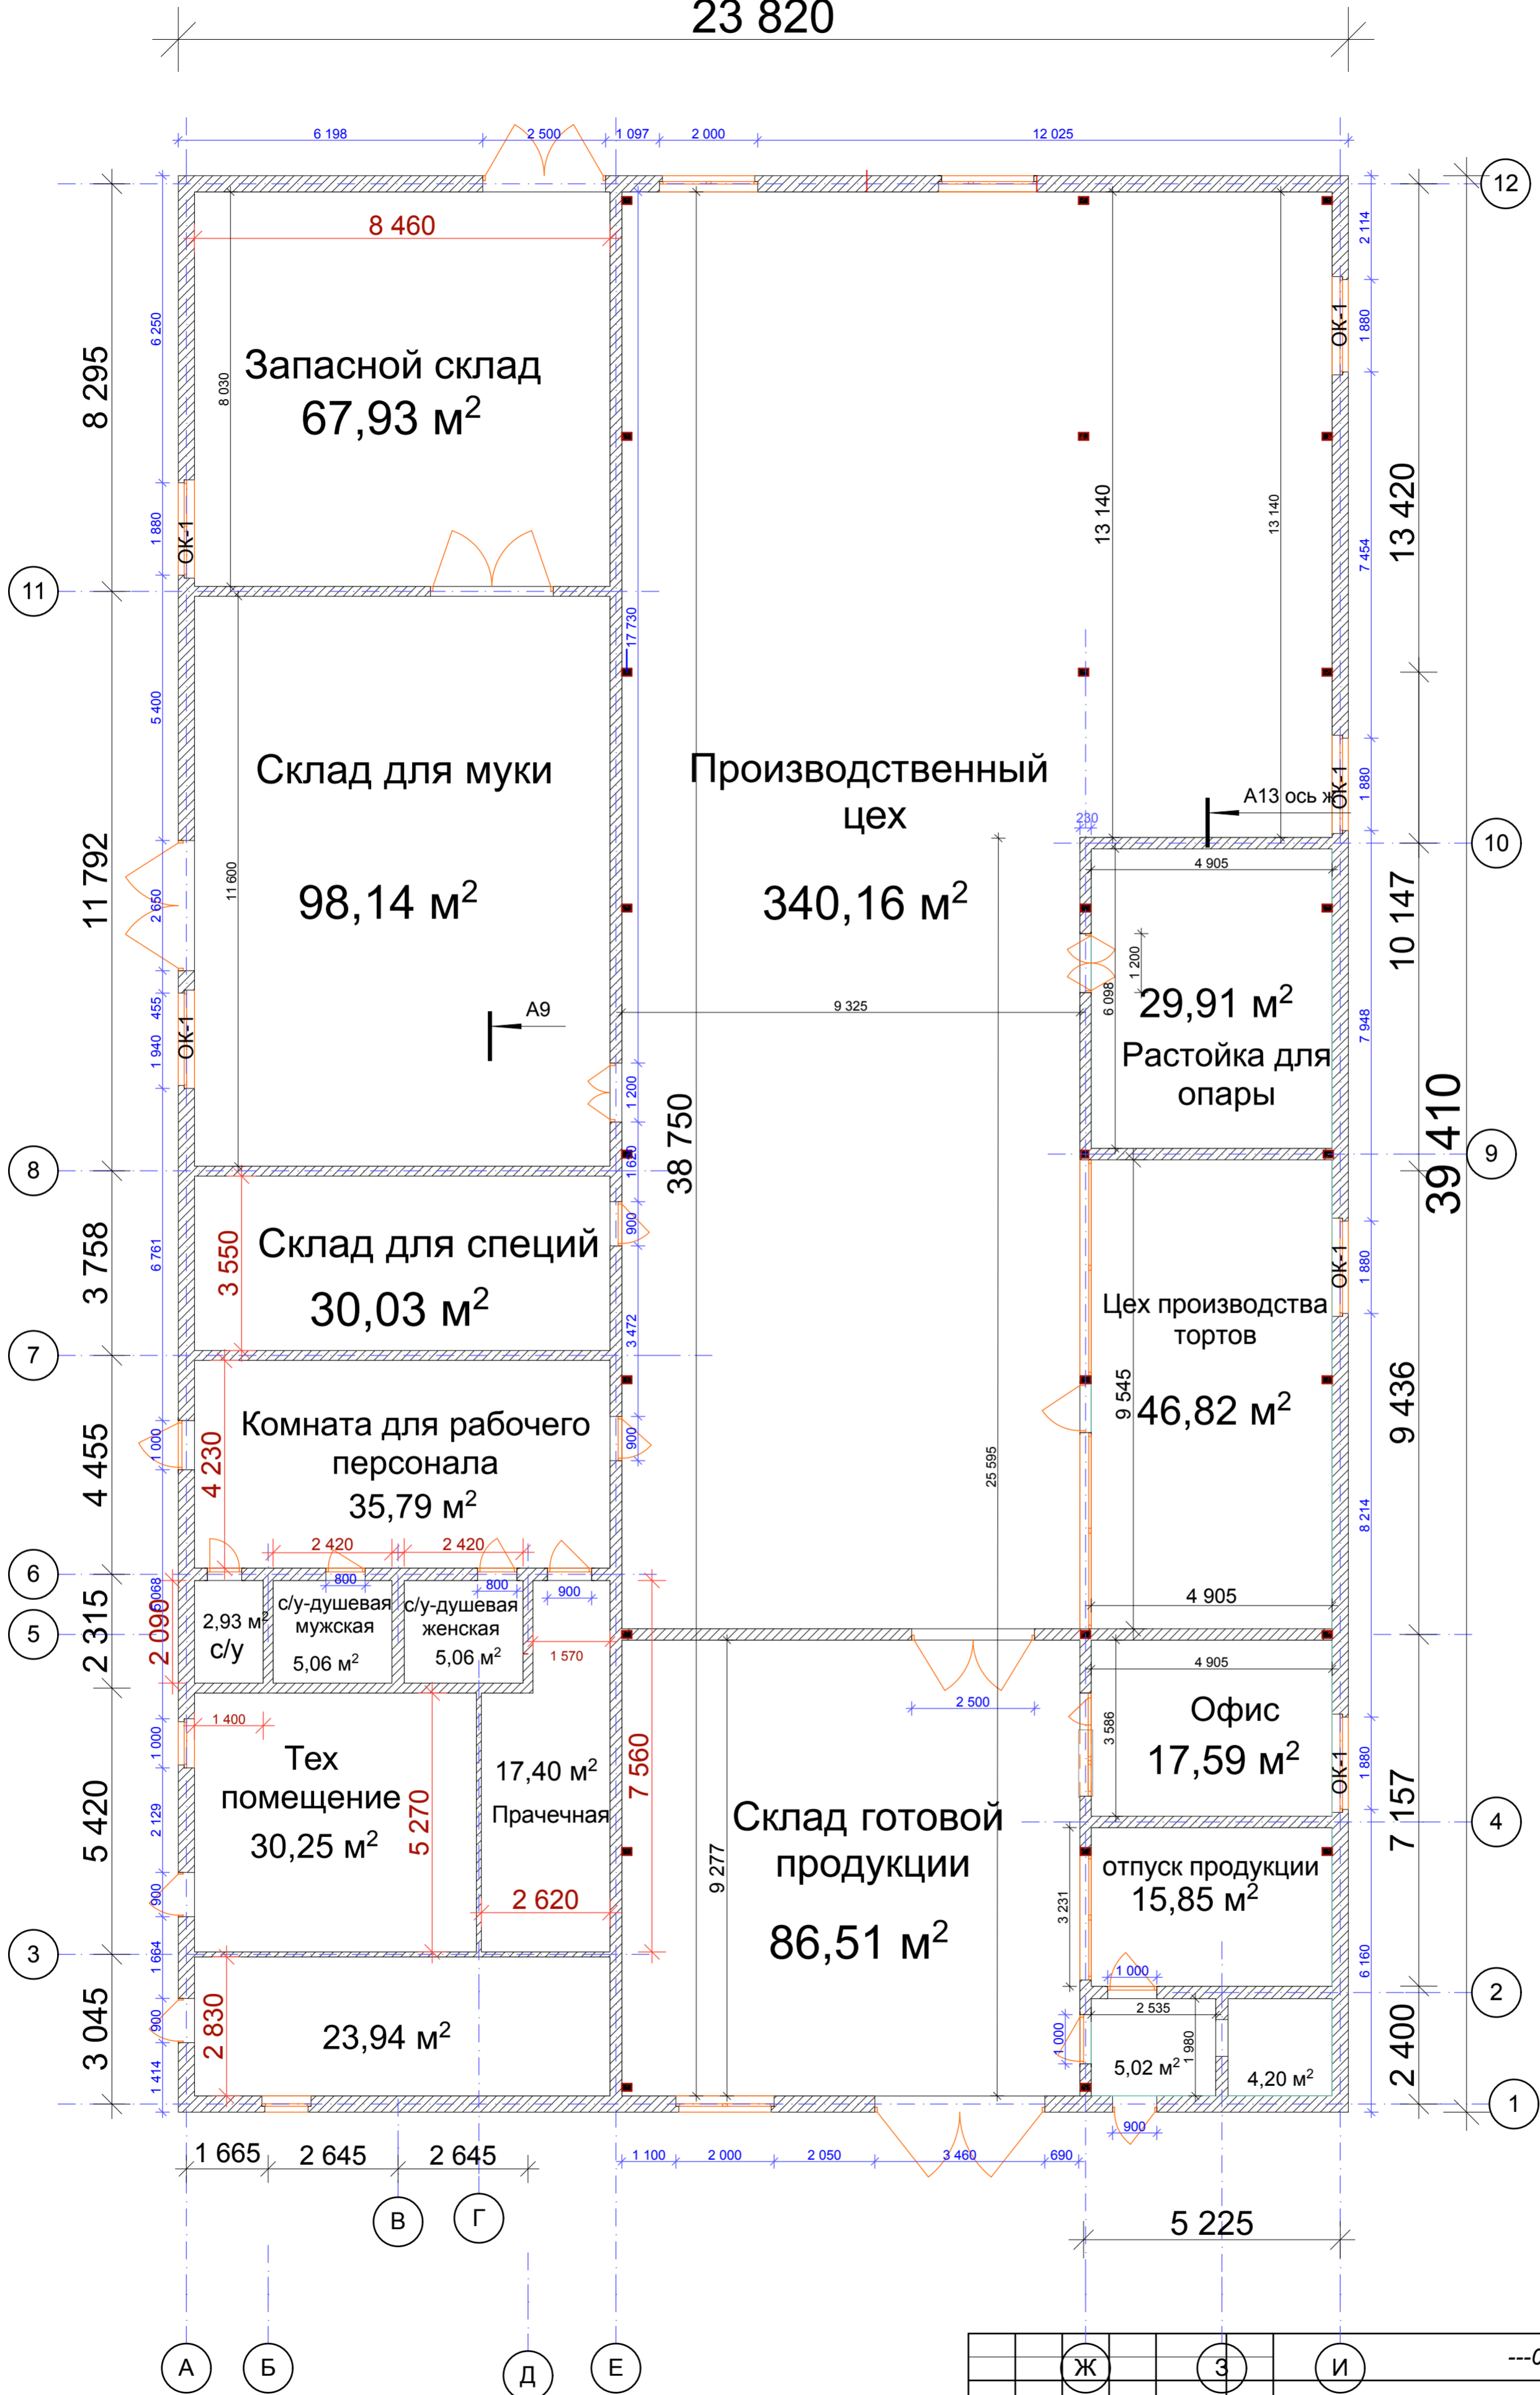 23 820
6 198
2 500
1 097
2 000
12 025
12
8 460
2 114
6 250
ОК-1
1 880
8 295
8 030
Запасной склад
67,93 м²
1 880
ОК-1
13 140
13 140
13 420
7 454
11
17 730
5 400
Склад для муки
Производственный
цех
ОК-1
1 880
А13 ось ж
230
10
11 792
11 600
98,14 м²
340,16 м²
4 905
10 147
2 650
1 200
6 098
29,91 м²
Растойка для
опары
455
1 940
ОК-1
А9
9 325
7 948
1 200
38 750
39 410
8
1 620
9
3 758
6 761
3 550
Склад для специй
30,03 м²
900
3 472
ОК-1
1 880
Цех производства
тортов
46,82 м²
9 545
9 436
7
4 455
1 000
4 230
Комната для рабочего
персонала
35,79 м²
900
25 595
8 214
2 420
2 420
6
800
800
900
5 068
2 315
2 090
2,93 м²
с/у
с/у-душевая
мужская
5,06 м²
с/у-душевая
женская
5,06 м²
1 570
4 905
5
4 905
2 500
3 586
Офис
17,59 м²
ОК-1
1 880
1 400
1 000
Тех
помещение
30,25 м²
17,40 м²
Прачечная
7 560
5 270
5 420
2 129
900
Склад готовой
продукции
86,51 м²
9 277
7 157
4
отпуск продукции
15,85 м²
3 231
2 620
3
1 664
6 160
1 000
2
3 045
2 830
900
23,94 м²
1 414
2 535
1 000
1 980
5,02 м²
4,20 м²
2 400
1
900
1 665
2 645
2 645
1 100
2 000
2 050
3 460
690
В
Г
5 225
А
Б
Д
Е
Ж
З
И